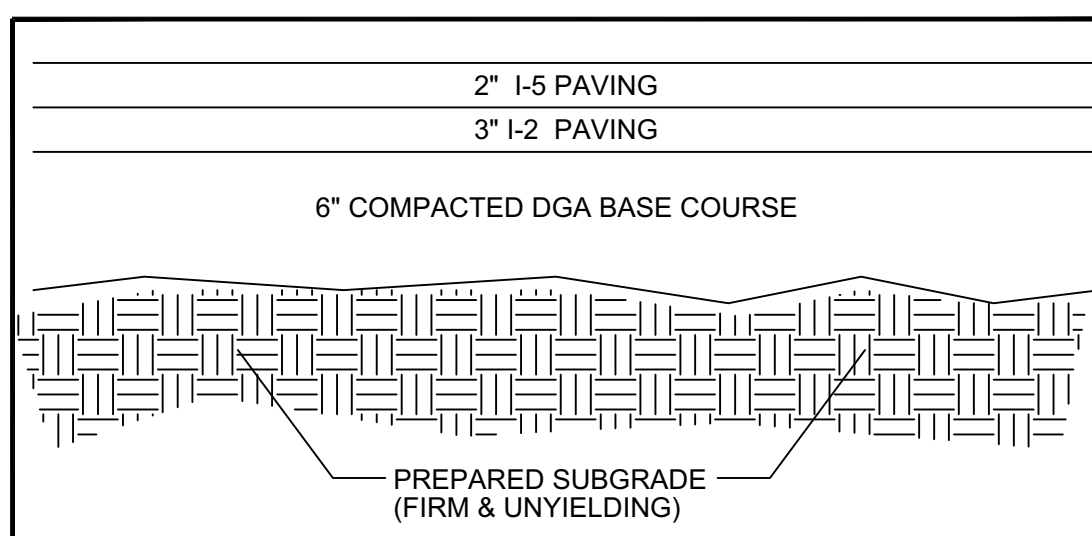 2" I-5 PAVING
3" I-2 PAVING
6" COMPACTED DGA BASE COURSE
PREPARED SUBGRADE
(FIRM & UNYIELDING)